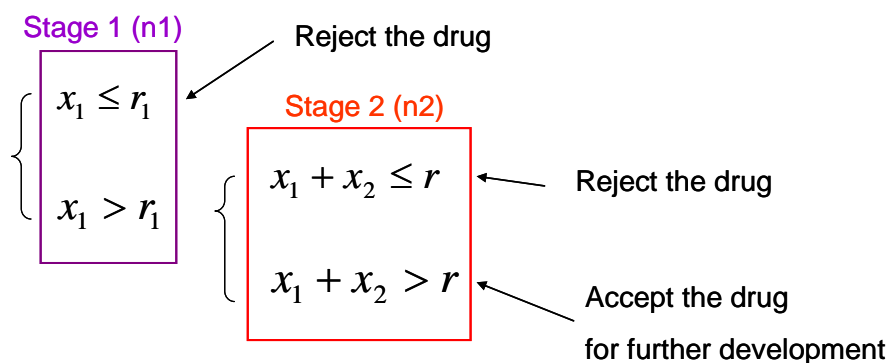 Stage 1 (n1)
Reject the drug
x₁ ≤ r₁
x₁ > r₁
Stage 2 (n2)
x₁ + x₂ ≤ r
Reject the drug
x₁ + x₂ > r
Accept the drug
for further development